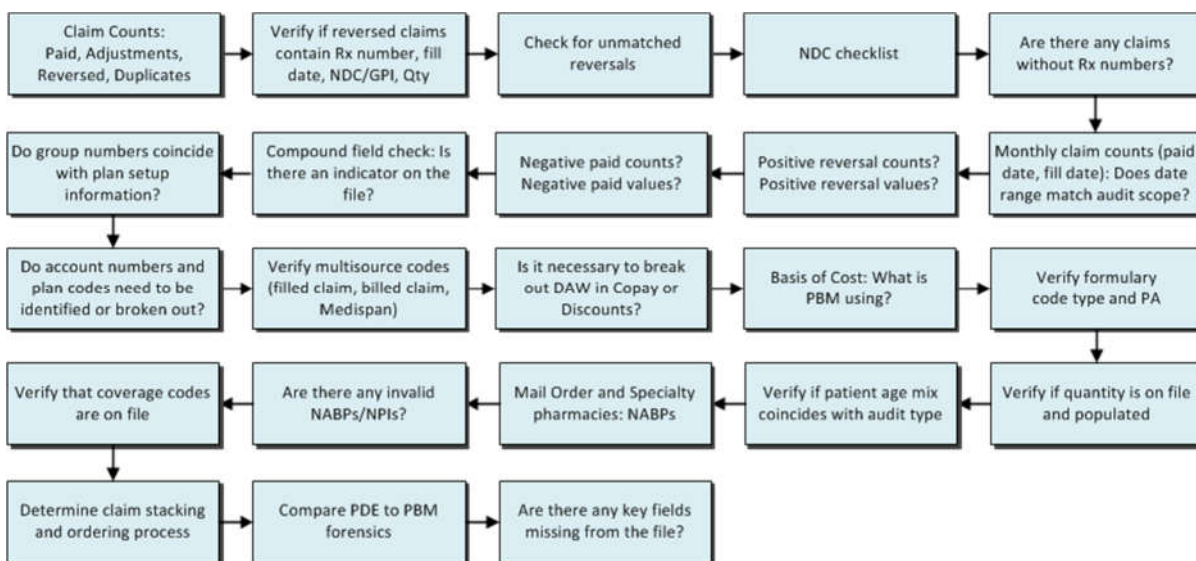 Claim Counts:
Paid, Adjustments,
Reversed, Duplicates
Verify if reversed claims
contain Rx number, fill
date, NDC/GPI, Qty
Check for unmatched
reversals
NDC checklist
Are there any claims
without Rx numbers?
Monthly claim counts (paid
date, fill date): Does date
range match audit scope?
Positive reversal counts?
Positive reversal values?
Negative paid counts?
Negative paid values?
Compound field check: Is
there an indicator on the
file?
Do group numbers coincide
with plan setup
information?
Do account numbers and
plan codes need to be
identified or broken out?
Verify multisource codes
(filled claim, billed claim,
Medispan)
Is it necessary to break
out DAW in Copay or
Discounts?
Basis of Cost: What is
PBM using?
Verify formulary
code type and PA
Verify if quantity is on file
and populated
Verify if patient age mix
coincides with audit type
Mail Order and Specialty
pharmacies: NABPs
Are there any invalid
NABPs/NPIs?
Verify that coverage codes
are on file
Determine claim stacking
and ordering process
Compare PDE to PBM
forensics
Are there any key fields
missing from the file?